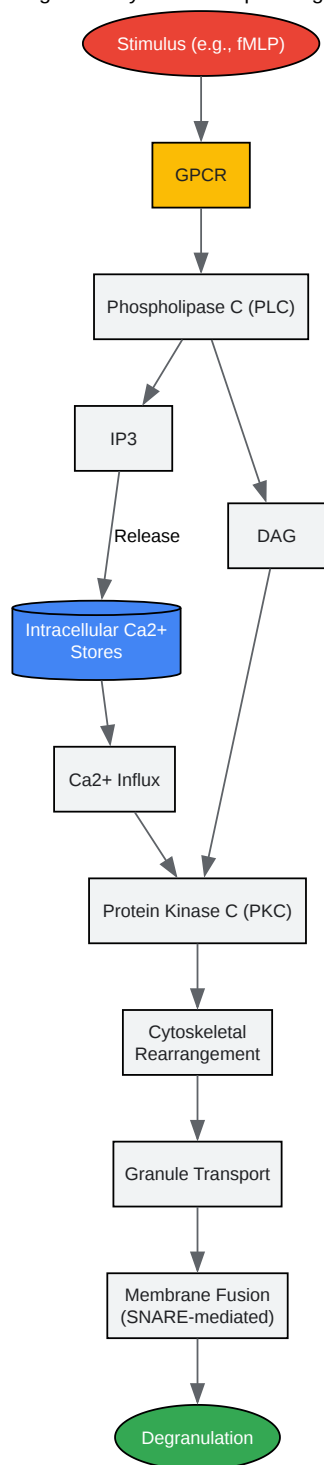 Stimulus (e.g., fMLP)
GPCR
Phospholipase C (PLC)
IP3
Release
DAG
Intracellular Ca2+
Stores
Ca2+ Influx
Protein Kinase C (PKC)
Cytoskeletal
Rearrangement
Granule Transport
Membrane Fusion
(SNARE-mediated)
Degranulation